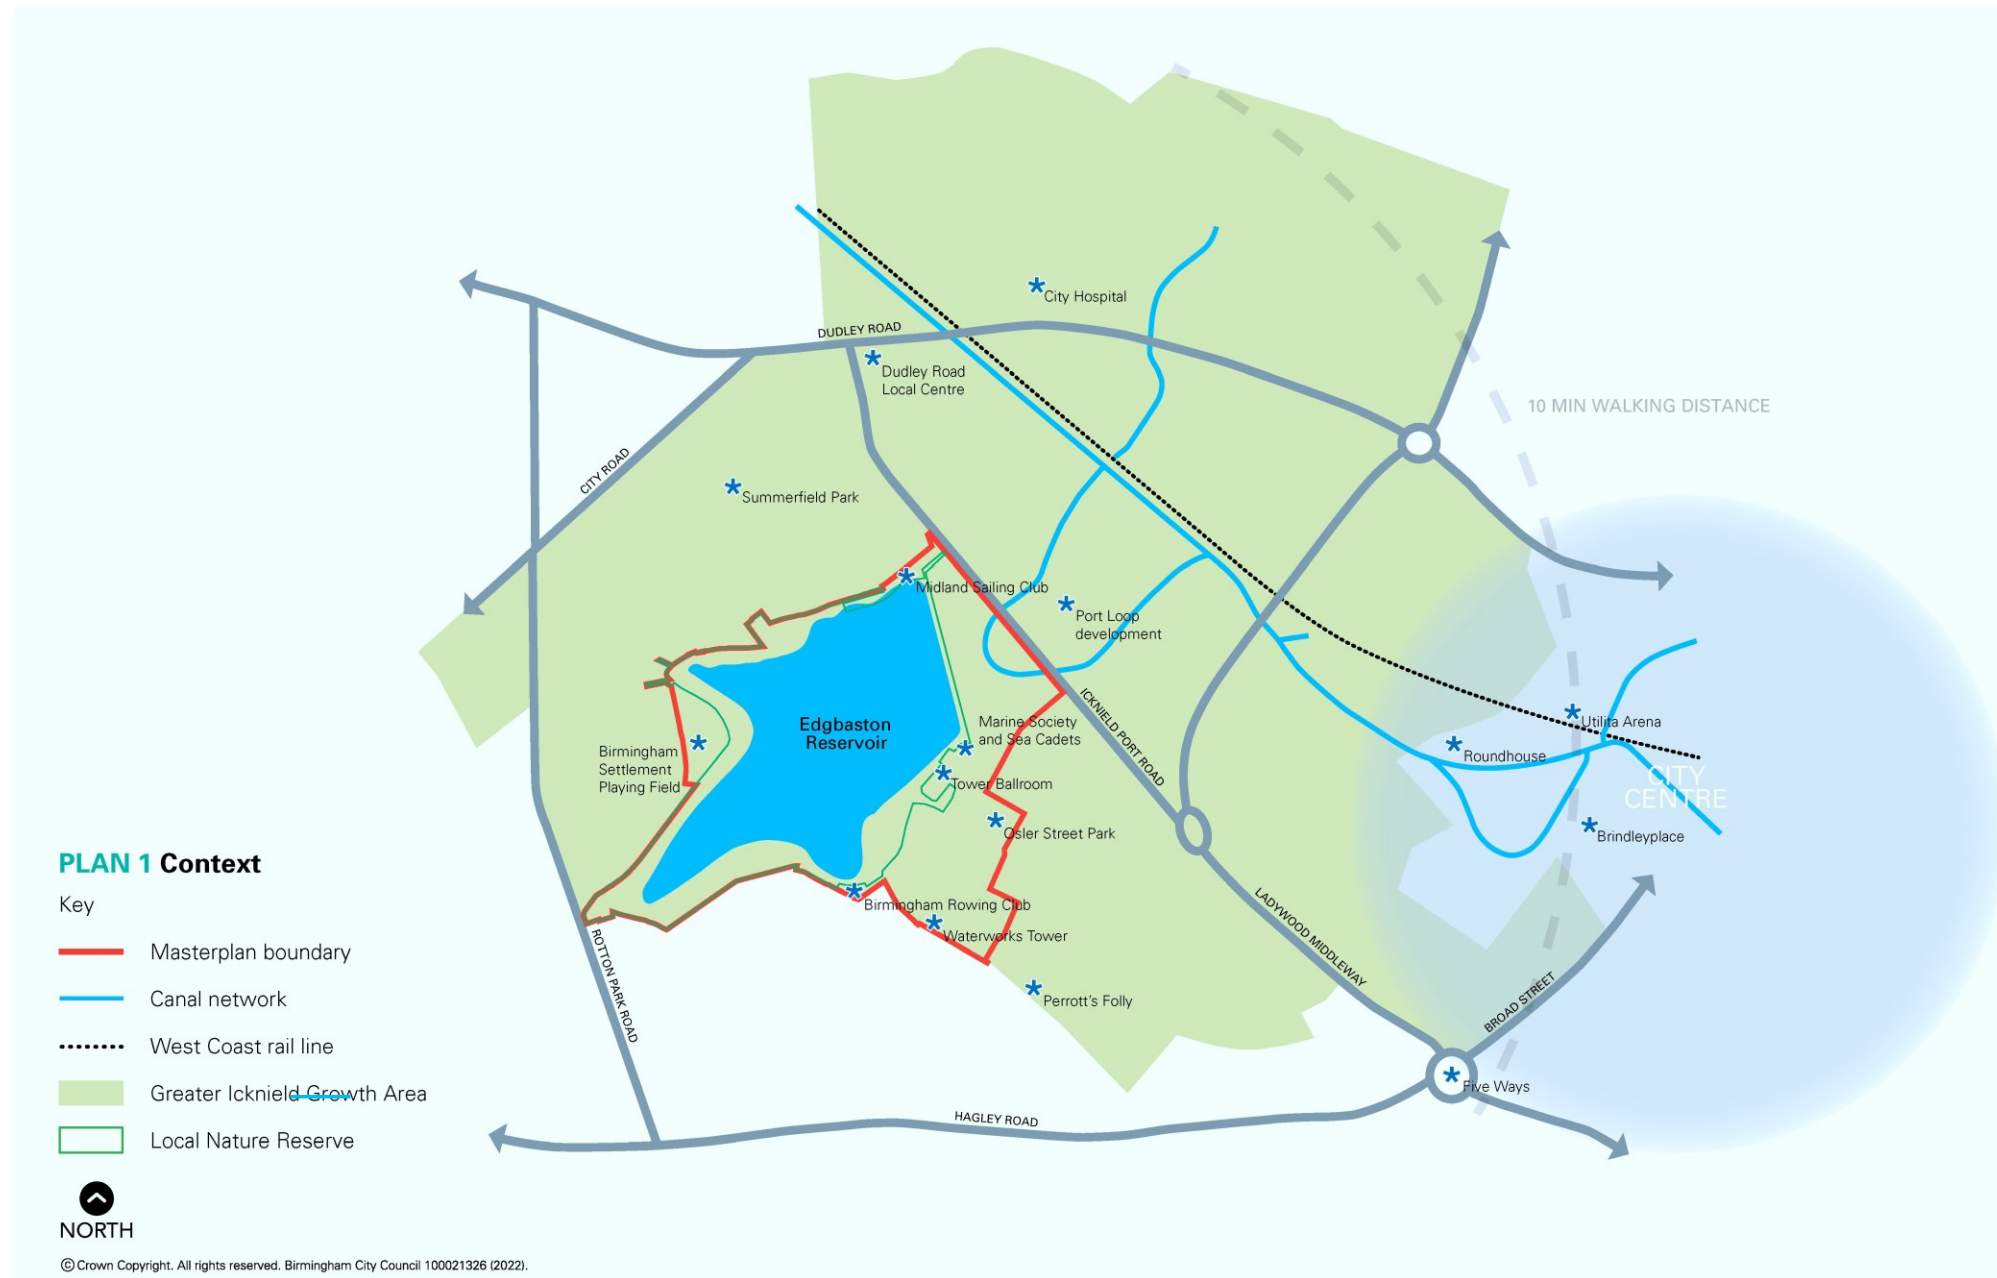 DUDLEY ROAD
City Hospital
Dudley Road
Local Centre
10 MIN WALKING DISTANCE
CITY ROAD
Summerfield Park
Midland Sailing Club
Port Loop
development
ICKNIELD PORT ROAD
Edgbaston
Reservoir
Marine Society
and Sea Cadets
Birmingham
Settlement
Playing Field
Tower Ballroom
Osler Street Park
Utilita Arena
Roundhouse
CITY
CENTRE
Brindleyplace
Birmingham Rowing Club
Waterworks Tower
LADYWOOD MIDDLEWAY
ROTTON PARK ROAD
Perrott's Folly
BROAD STREET
Five Ways
HAGLEY ROAD
PLAN 1 Context
Key
Masterplan boundary
Canal network
West Coast rail line
Greater Icknield Growth Area
Local Nature Reserve
NORTH
© Crown Copyright. All rights reserved. Birmingham City Council 100021326 (2022).